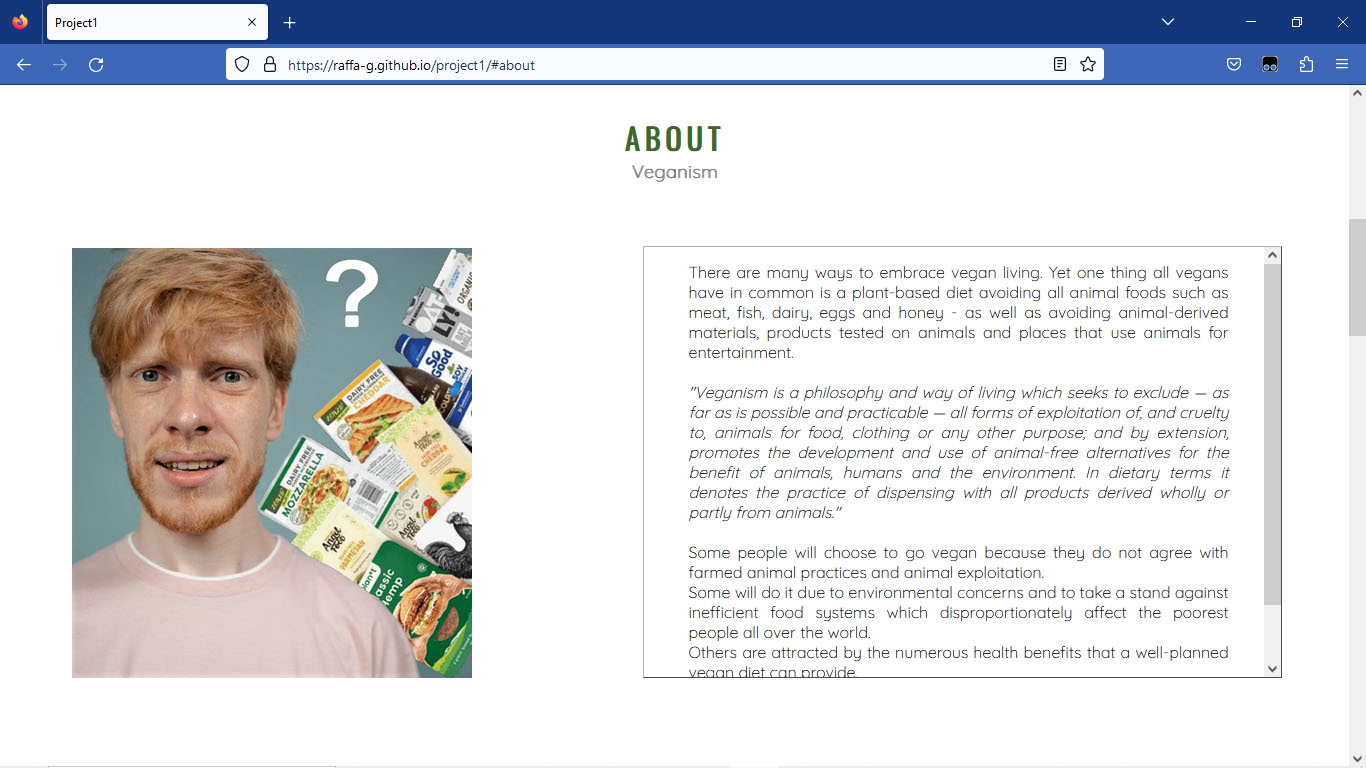 Project1
https://raffa-g.github.io/project1/#about
ABOUT
Veganism
?
ORGANIC
OATLY!
So Good
SOY
DAIRY FREE
CHEDDAR
Angel Food
CHEDDAR
DAIRY FREE
MOZZARELLA
Angel Food
PARMESAN
There are many ways to embrace vegan living. Yet one thing all vegans
have in common is a plant-based diet avoiding all animal foods such as
meat, fish, dairy, eggs and honey - as well as avoiding animal-derived
materials, products tested on animals and places that use animals for
entertainment.
"Veganism is a philosophy and way of living which seeks to exclude — as
far as is possible and practicable — all forms of exploitation of, and cruelty
to, animals for food, clothing or any other purpose; and by extension,
promotes the development and use of animal-free alternatives for the
benefit of animals, humans and the environment. In dietary terms it
denotes the practice of dispensing with all products derived wholly or
partly from animals."
Some people will choose to go vegan because they do not agree with
farmed animal practices and animal exploitation.
Some will do it due to environmental concerns and to take a stand against
inefficient food systems which disproportionately affect the poorest
people all over the world.
Others are attracted by the numerous health benefits that a well-planned
vegan diet can provide.